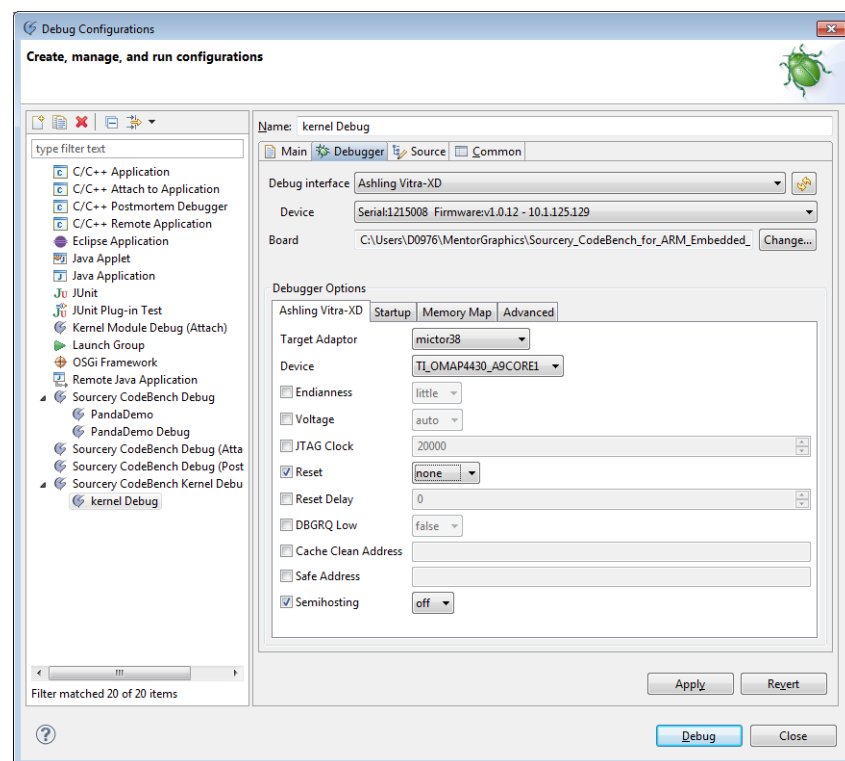 Debug Configurations
Create, manage, and run configurations
type filter text
C/C++ Application
C/C++ Attach to Application
C/C++ Postmortem Debugger
C/C++ Remote Application
Eclipse Application
Java Applet
Java Application
JUnit
JUnit Plug-in Test
Kernel Module Debug (Attach)
Launch Group
OSGi Framework
Remote Java Application
Sourcery CodeBench Debug
PandaDemo
PandaDemo Debug
Sourcery CodeBench Debug (Atta
Sourcery CodeBench Debug (Post
Sourcery CodeBench Kernel Debu
kernel Debug
Filter matched 20 of 20 items
Name: kernel Debug
Main Debugger Source Common
Debug interface Ashling Vitra-XD
Device Serial:1215008 Firmware:v1.0.12 - 10.1.125.129
Board C:\Users\D0976\MentorGraphics\Sourcery_CodeBench_for_ARM_Embedded_ Change...
Debugger Options
Ashling Vitra-XD Startup Memory Map Advanced
Target Adaptor mictor38
Device TI_OMAP4430_A9CORE1
Endianness little
Voltage auto
JTAG Clock 20000
Reset none
Reset Delay 0
DBGRQ Low false
Cache Clean Address
Safe Address
Semihosting off
Apply Revert
Debug Close